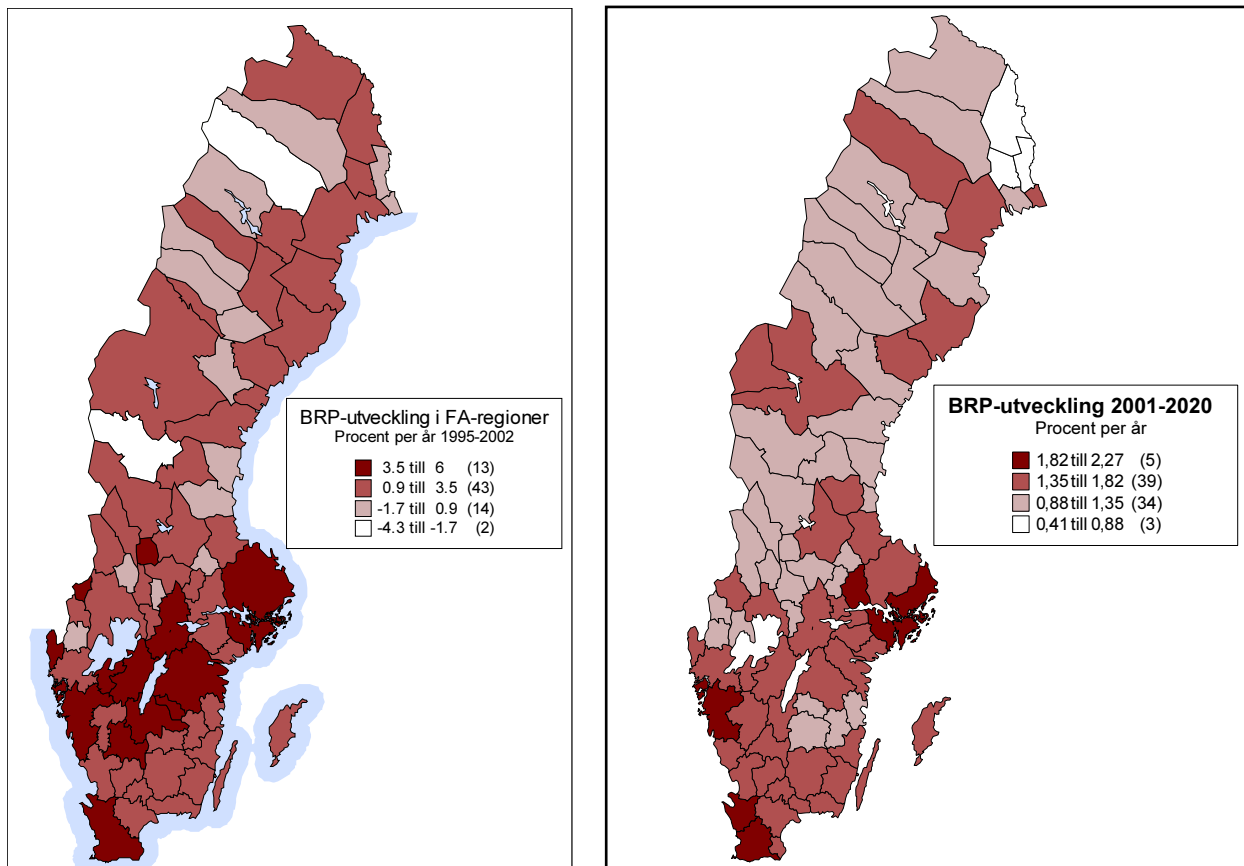 BRP-utveckling i FA-regioner
Procent per år 1995-2002
3.5 till 6 (13)
0.9 till 3.5 (43)
-1.7 till 0.9 (14)
-4.3 till -1.7 (2)
BRP-utveckling 2001-2020
Procent per år
1,82 till 2,27 (5)
1,35 till 1,82 (39)
0,88 till 1,35 (34)
0,41 till 0,88 (3)